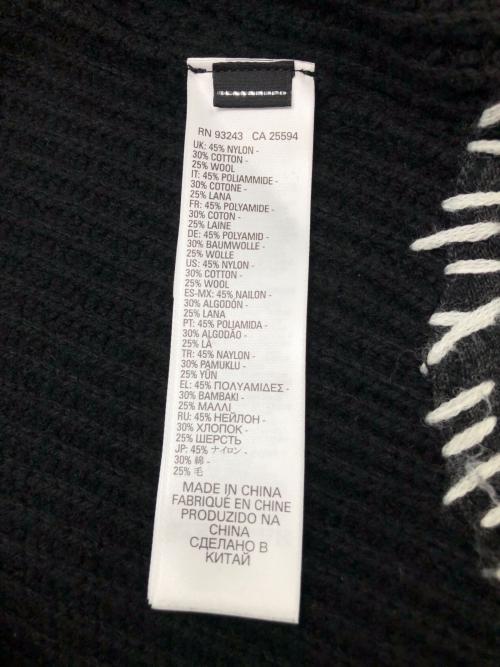 RN 93243 CA 25594
UK: 45% NYLON -
30% COTTON -
25% WOOL
IT: 45% POLIAMMIDE -
30% COTONE -
25% LANA
FR: 45% POLYAMIDE -
30% COTON -
25% LAINE
DE: 45% POLYAMID -
30% BAUMWOLLE -
25% WOLLE
US: 45% NYLON -
30% COTTON -
25% WOOL
ES-MX: 45% NAILON -
30% ALGODÓN -
25% LANA
PT: 45% POLIAMIDA -
30% ALGODÃO -
25% LÃ
TR: 45% NAYLON -
30% PAMUKLU -
25% YÜN
EL: 45% ΠΟΛΥΑΜΙΔΕΣ -
30% ΒΑΜΒΑΚΙ -
25% ΜΑΛΛΙ
RU: 45% НЕЙЛОН -
30% ХЛОПОК -
25% ШЕРСТЬ
JP: 45% ナイロン -
30% 綿 -
25% 毛
MADE IN CHINA
FABRIQUÉ EN CHINE
PRODUZIDO NA
CHINA
СДЕЛАНО В
КИТАЙ